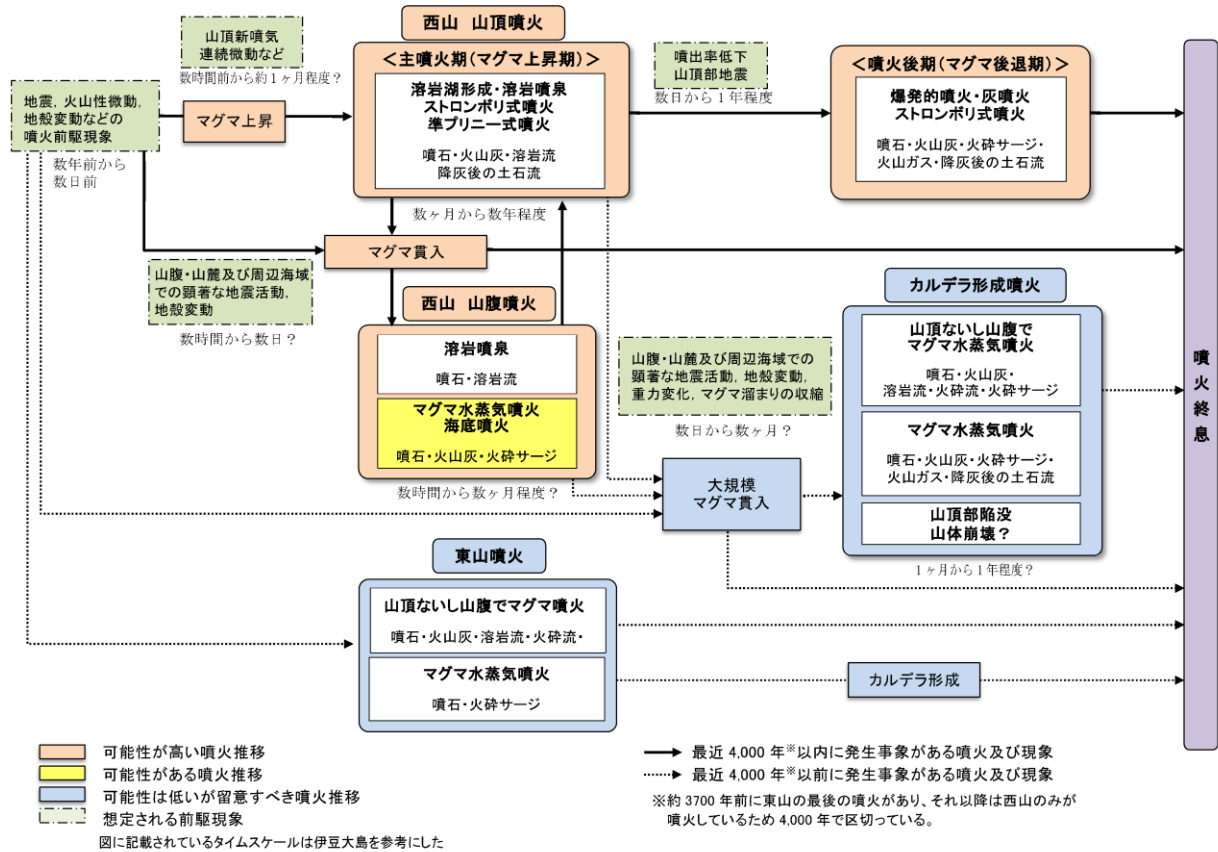 西山 山頂噴火
山頂新噴気
連続微動など
数時間前から約1ヶ月程度？
地震，火山性微動，
地殻変動などの
噴火前駆現象
数年前から
数日前
マグマ上昇
＜主噴火期（マグマ上昇期）＞
溶岩湖形成・溶岩噴泉
ストロンボリ式噴火
準プリニー式噴火
噴石・火山灰・溶岩流
降灰後の土石流
噴出率低下
山頂部地震
数日から1年程度
＜噴火後期（マグマ後退期）＞
爆発的噴火・灰噴火
ストロンボリ式噴火
噴石・火山灰・火砕サージ・
火山ガス・降灰後の土石流
数ヶ月から数年程度
マグマ貫入
山腹・山麓及び周辺海域
での顕著な地震活動，
地殻変動
数時間から数日？
西山 山腹噴火
溶岩噴泉
噴石・溶岩流
マグマ水蒸気噴火
海底噴火
噴石・火山灰・火砕サージ
数時間から数ヶ月程度？
山腹・山麓及び周辺海域での
顕著な地震活動，地殻変動，
重力変化，マグマ溜まりの収縮
数日から数ヶ月？
大規模
マグマ貫入
カルデラ形成噴火
山頂ないし山腹で
マグマ水蒸気噴火
噴石・火山灰・
溶岩流・火砕流・火砕サージ
マグマ水蒸気噴火
噴石・火山灰・火砕サージ・
火山ガス・降灰後の土石流
山頂部陥没
山体崩壊？
1ヶ月から1年程度？
噴火終息
東山噴火
山頂ないし山腹でマグマ噴火
噴石・火山灰・溶岩流・火砕流・
マグマ水蒸気噴火
噴石・火砕サージ
カルデラ形成
可能性が高い噴火推移
可能性がある噴火推移
可能性は低いが留意すべき噴火推移
想定される前駆現象
図に記載されているタイムスケールは伊豆大島を参考にした
最近 4,000 年※以内に発生事象がある噴火及び現象
最近 4,000 年※以前に発生事象がある噴火及び現象
※約 3700 年前に東山の最後の噴火があり、それ以降は西山のみが
噴火しているため 4,000 年で区切っている。